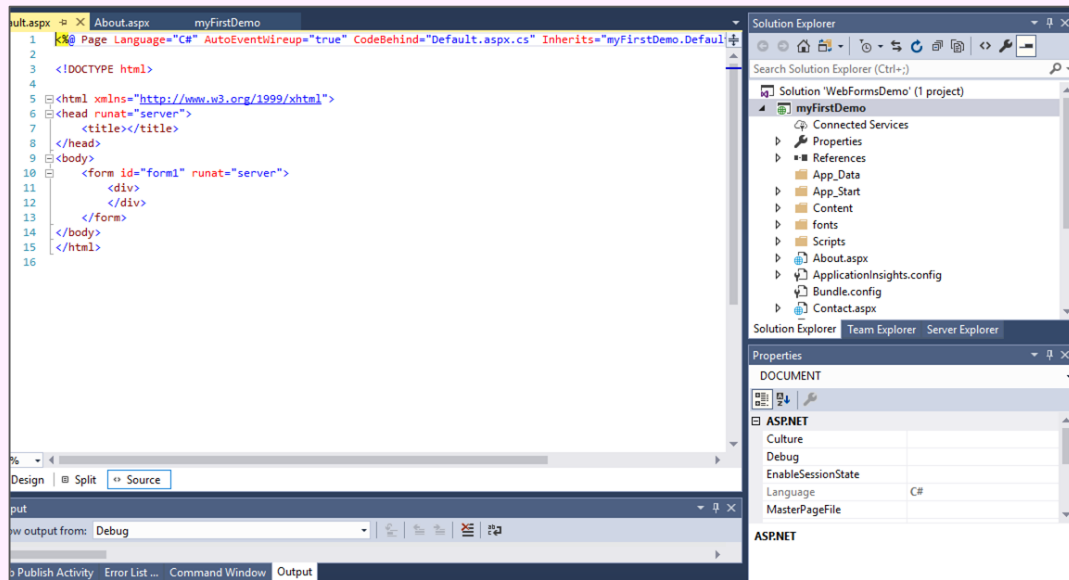 ult.aspx About.aspx myFirstDemo
1 <%@ Page Language="C#" AutoEventWireup="true" CodeBehind="Default.aspx.cs" Inherits="myFirstDemo.Defaul
2
3 <!DOCTYPE html>
4
5 <html xmlns="http://www.w3.org/1999/xhtml">
6 <head runat="server">
7 <title></title>
8 </head>
9 <body>
10 <form id="form1" runat="server">
11 <div>
12 </div>
13 </form>
14 </body>
15 </html>
16
%
Design Split Source
put
ow output from: Debug
Publish Activity Error List ... Command Window Output
Solution Explorer
Search Solution Explorer (Ctrl+;)
Solution 'WebFormsDemo' (1 project)
myFirstDemo
Connected Services
Properties
References
App_Data
App_Start
Content
fonts
Scripts
About.aspx
ApplicationInsights.config
Bundle.config
Contact.aspx
Solution Explorer Team Explorer Server Explorer
Properties
DOCUMENT
ASP.NET
Culture
Debug
EnableSessionState
Language C#
MasterPageFile
ASP.NET